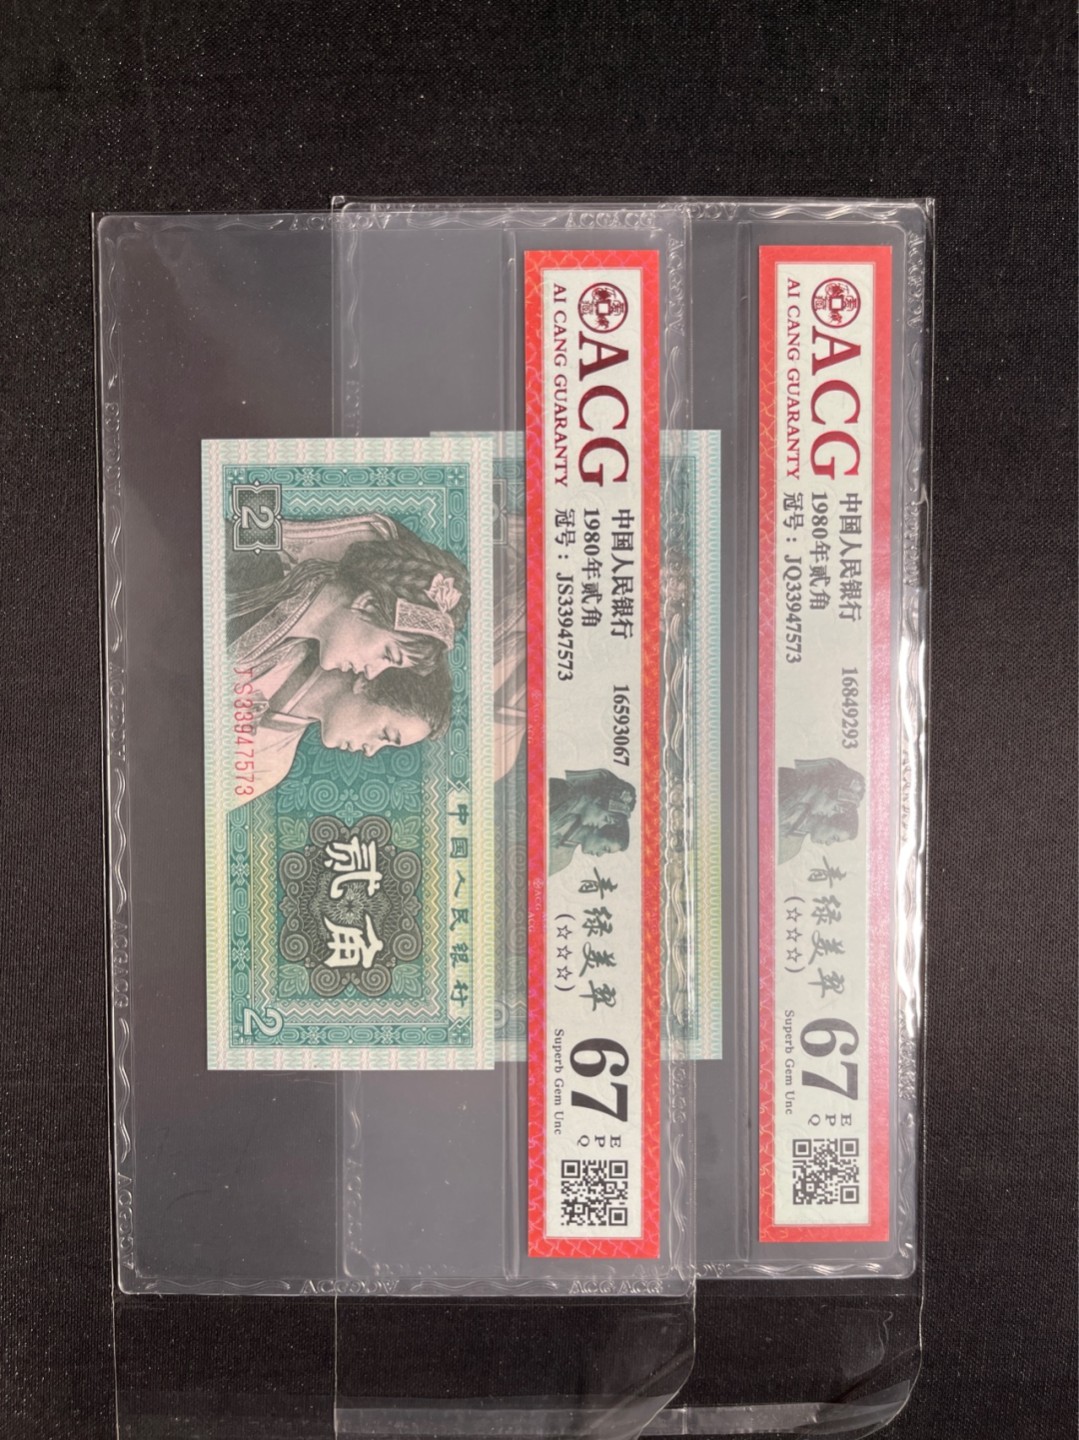 ACG
AI CANG GUARANTY
中国人民银行 16849293
1980年贰角
冠号：JQ33947573
青绿美翠
(☆☆☆)
67
EPQ
Superb Gem Unc
ACG
AI CANG GUARANTY
中国人民银行 16593067
1980年贰角
冠号：JS33947573
青绿美翠
(☆☆☆)
67
EPQ
Superb Gem Unc
中国人民银行
贰角
2
2
JS33947573